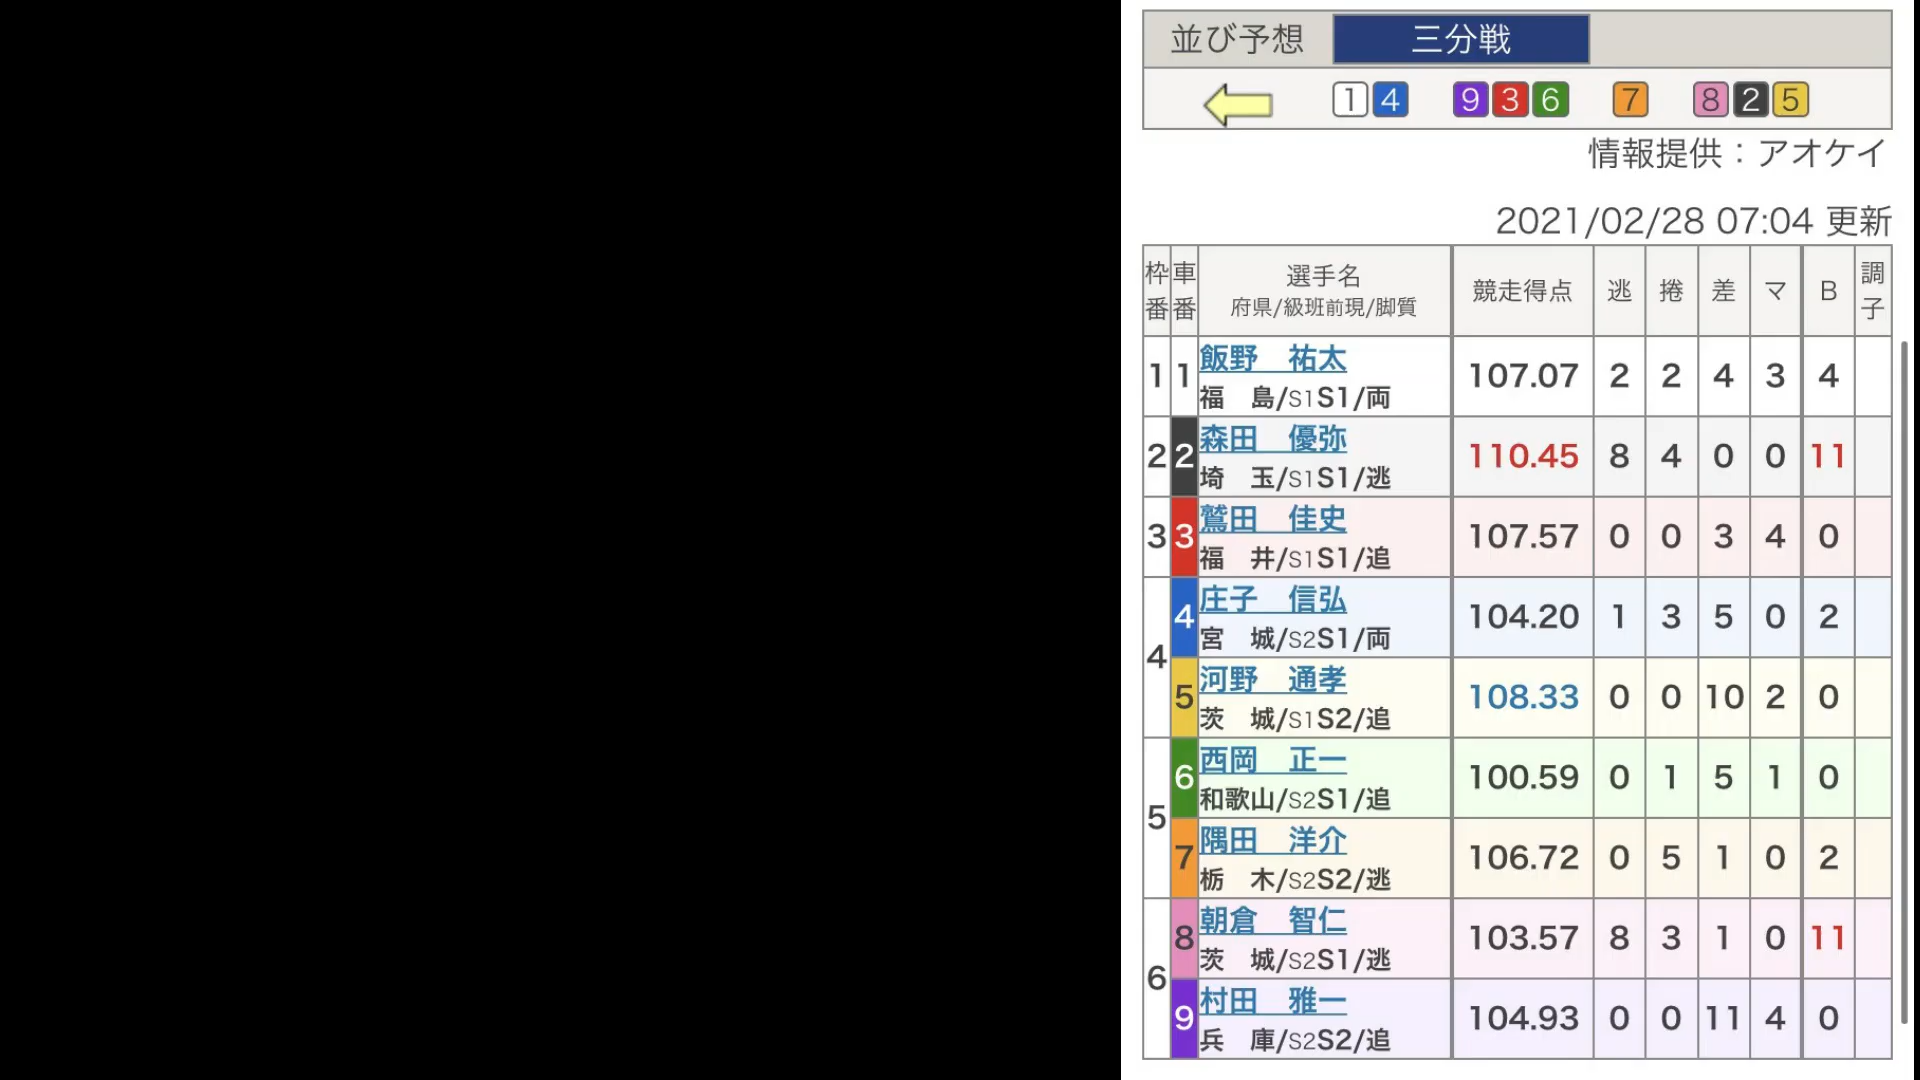 並び予想 三分戦
1 4 9 3 6 7 8 2 5
情報提供：アオケイ
2021/02/28 07:04 更新
枠番 車番 選手名 府県/級班前現/脚質 競走得点 逃 捲 差 マ B 調子
1 1 飯野 祐太 107.07 2 2 4 3 4
福 島/S1S1/両
2 2 森田 優弥 110.45 8 4 0 0 11
埼 玉/S1S1/逃
3 3 鷲田 佳史 107.57 0 0 3 4 0
福 井/S1S1/追
4 4 庄子 信弘 104.20 1 3 5 0 2
宮 城/S2S1/両
5 河野 通孝 108.33 0 0 10 2 0
茨 城/S1S2/追
5 6 西岡 正一 100.59 0 1 5 1 0
和歌山/S2S1/追
7 隅田 洋介 106.72 0 5 1 0 2
栃 木/S2S2/逃
6 8 朝倉 智仁 103.57 8 3 1 0 11
茨 城/S2S1/逃
9 村田 雅一 104.93 0 0 11 4 0
兵 庫/S2S2/追